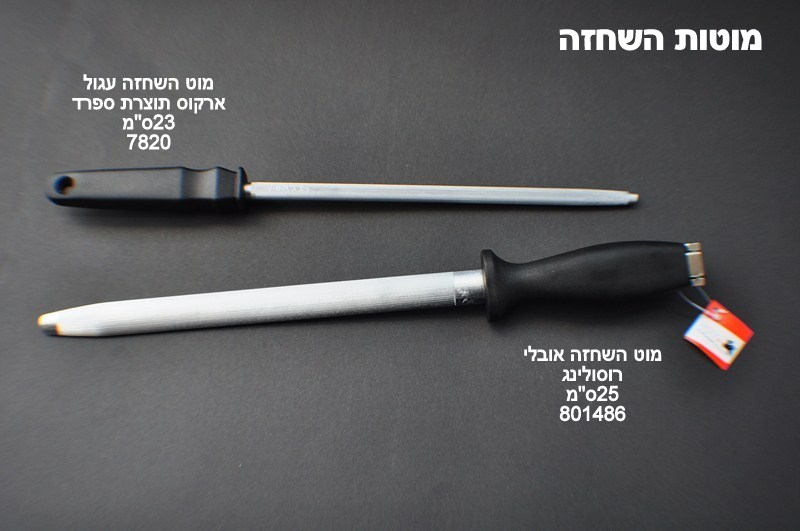 מוטות השחזה
מוט השחזה עגול
ארקוס תוצרת ספרד
23ס"מ
7820
מוט השחזה אובלי
רוסולינג
25ס"מ
801486